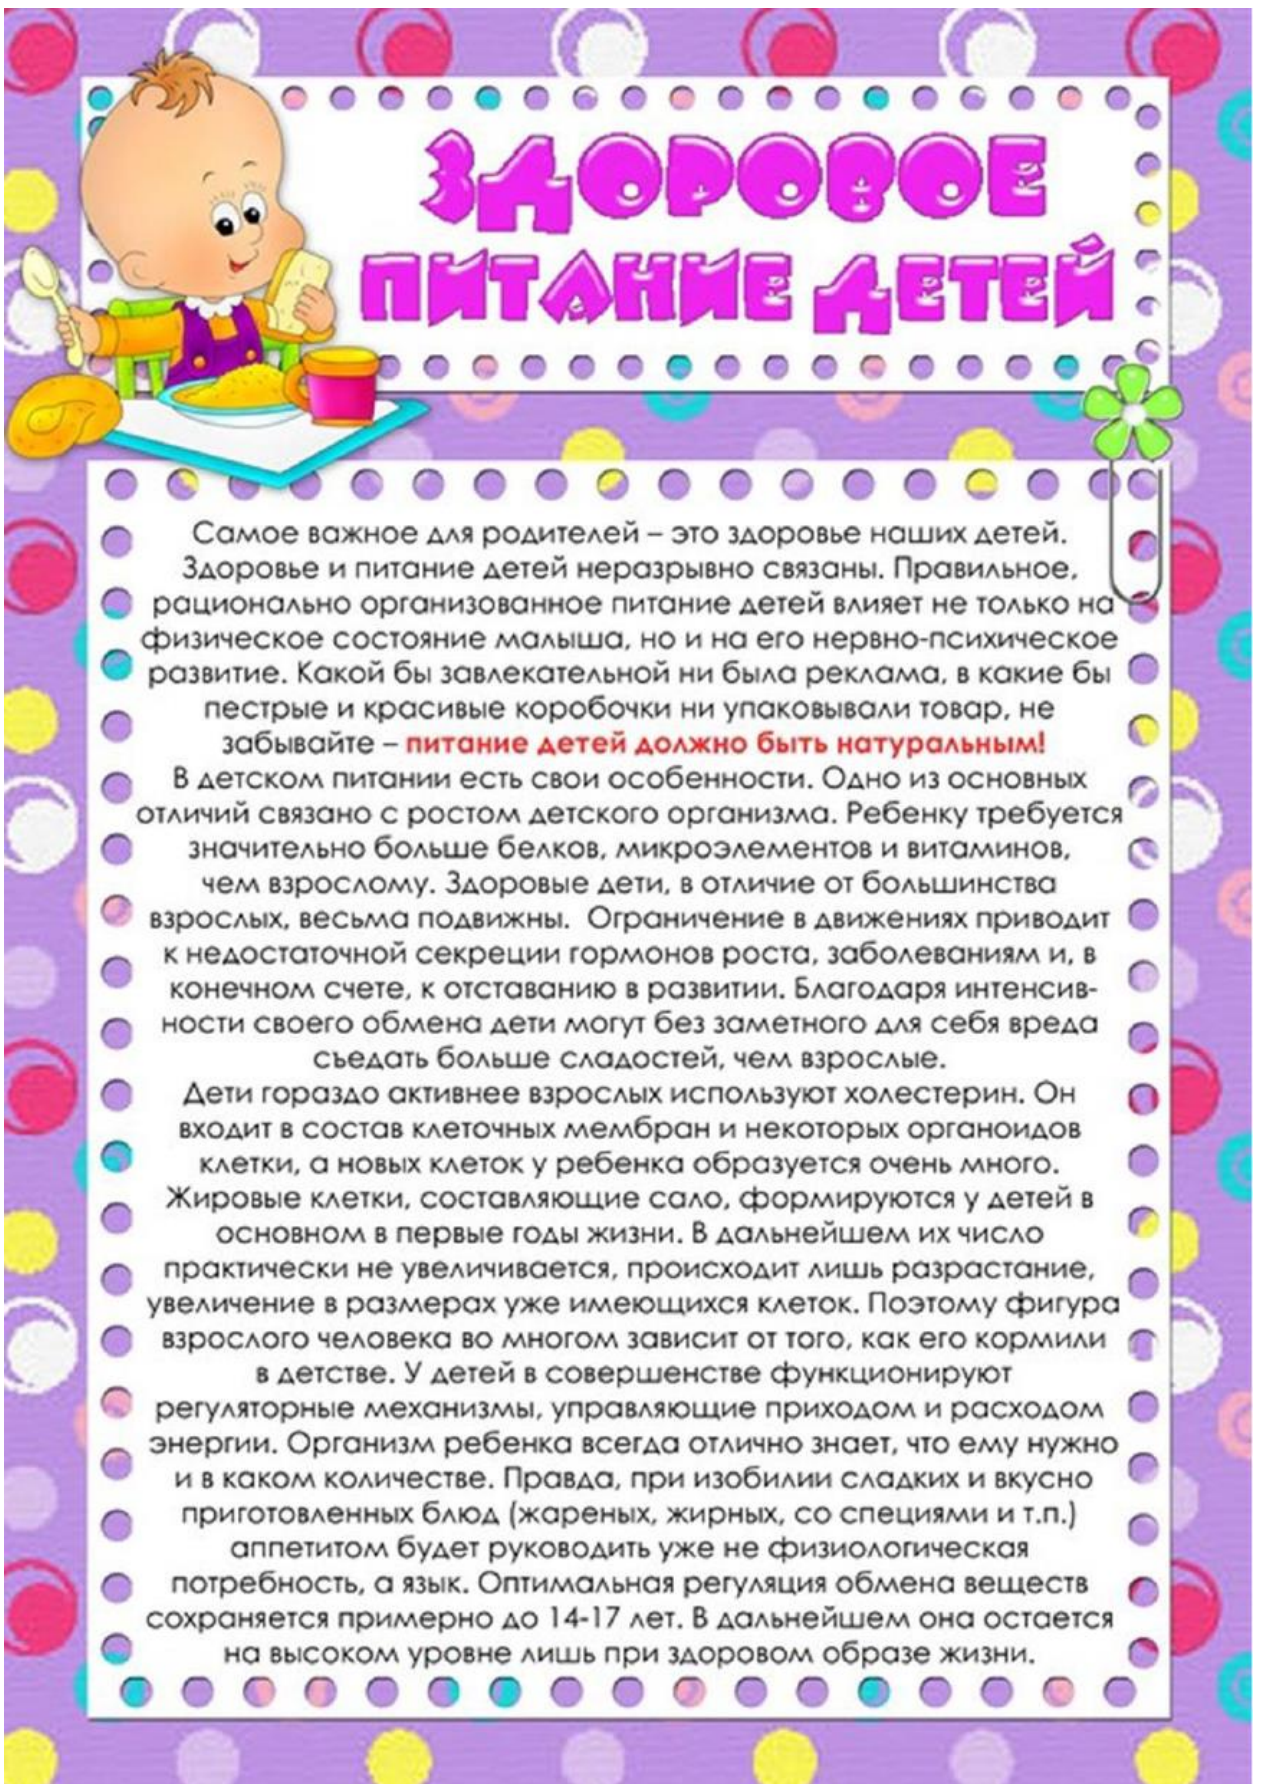 ЗДОРОВОЕ
ПИТАНИЕ ДЕТЕЙ
Самое важное для родителей – это здоровье наших детей.
Здоровье и питание детей неразрывно связаны. Правильное,
рационально организованное питание детей влияет не только на
физическое состояние малыша, но и на его нервно-психическое
развитие. Какой бы завлекательной ни была реклама, в какие бы
пестрые и красивые коробочки ни упаковывали товар, не
забывайте – питание детей должно быть натуральным!
В детском питании есть свои особенности. Одно из основных
отличий связано с ростом детского организма. Ребенку требуется
значительно больше белков, микроэлементов и витаминов,
чем взрослому. Здоровые дети, в отличие от большинства
взрослых, весьма подвижны. Ограничение в движениях приводит
к недостаточной секреции гормонов роста, заболеваниям и, в
конечном счете, к отставанию в развитии. Благодаря интенсив-
ности своего обмена дети могут без заметного для себя вреда
съедать больше сладостей, чем взрослые.
Дети гораздо активнее взрослых используют холестерин. Он
входит в состав клеточных мембран и некоторых органоидов
клетки, а новых клеток у ребенка образуется очень много.
Жировые клетки, составляющие сало, формируются у детей в
основном в первые годы жизни. В дальнейшем их число
практически не увеличивается, происходит лишь разрастание,
увеличение в размерах уже имеющихся клеток. Поэтому фигура
взрослого человека во многом зависит от того, как его кормили
в детстве. У детей в совершенстве функционируют
регуляторные механизмы, управляющие приходом и расходом
энергии. Организм ребенка всегда отлично знает, что ему нужно
и в каком количестве. Правда, при изобилии сладких и вкусно
приготовленных блюд (жареных, жирных, со специями и т.п.)
аппетитом будет руководить уже не физиологическая
потребность, а язык. Оптимальная регуляция обмена веществ
сохраняется примерно до 14-17 лет. В дальнейшем она остается
на высоком уровне лишь при здоровом образе жизни.